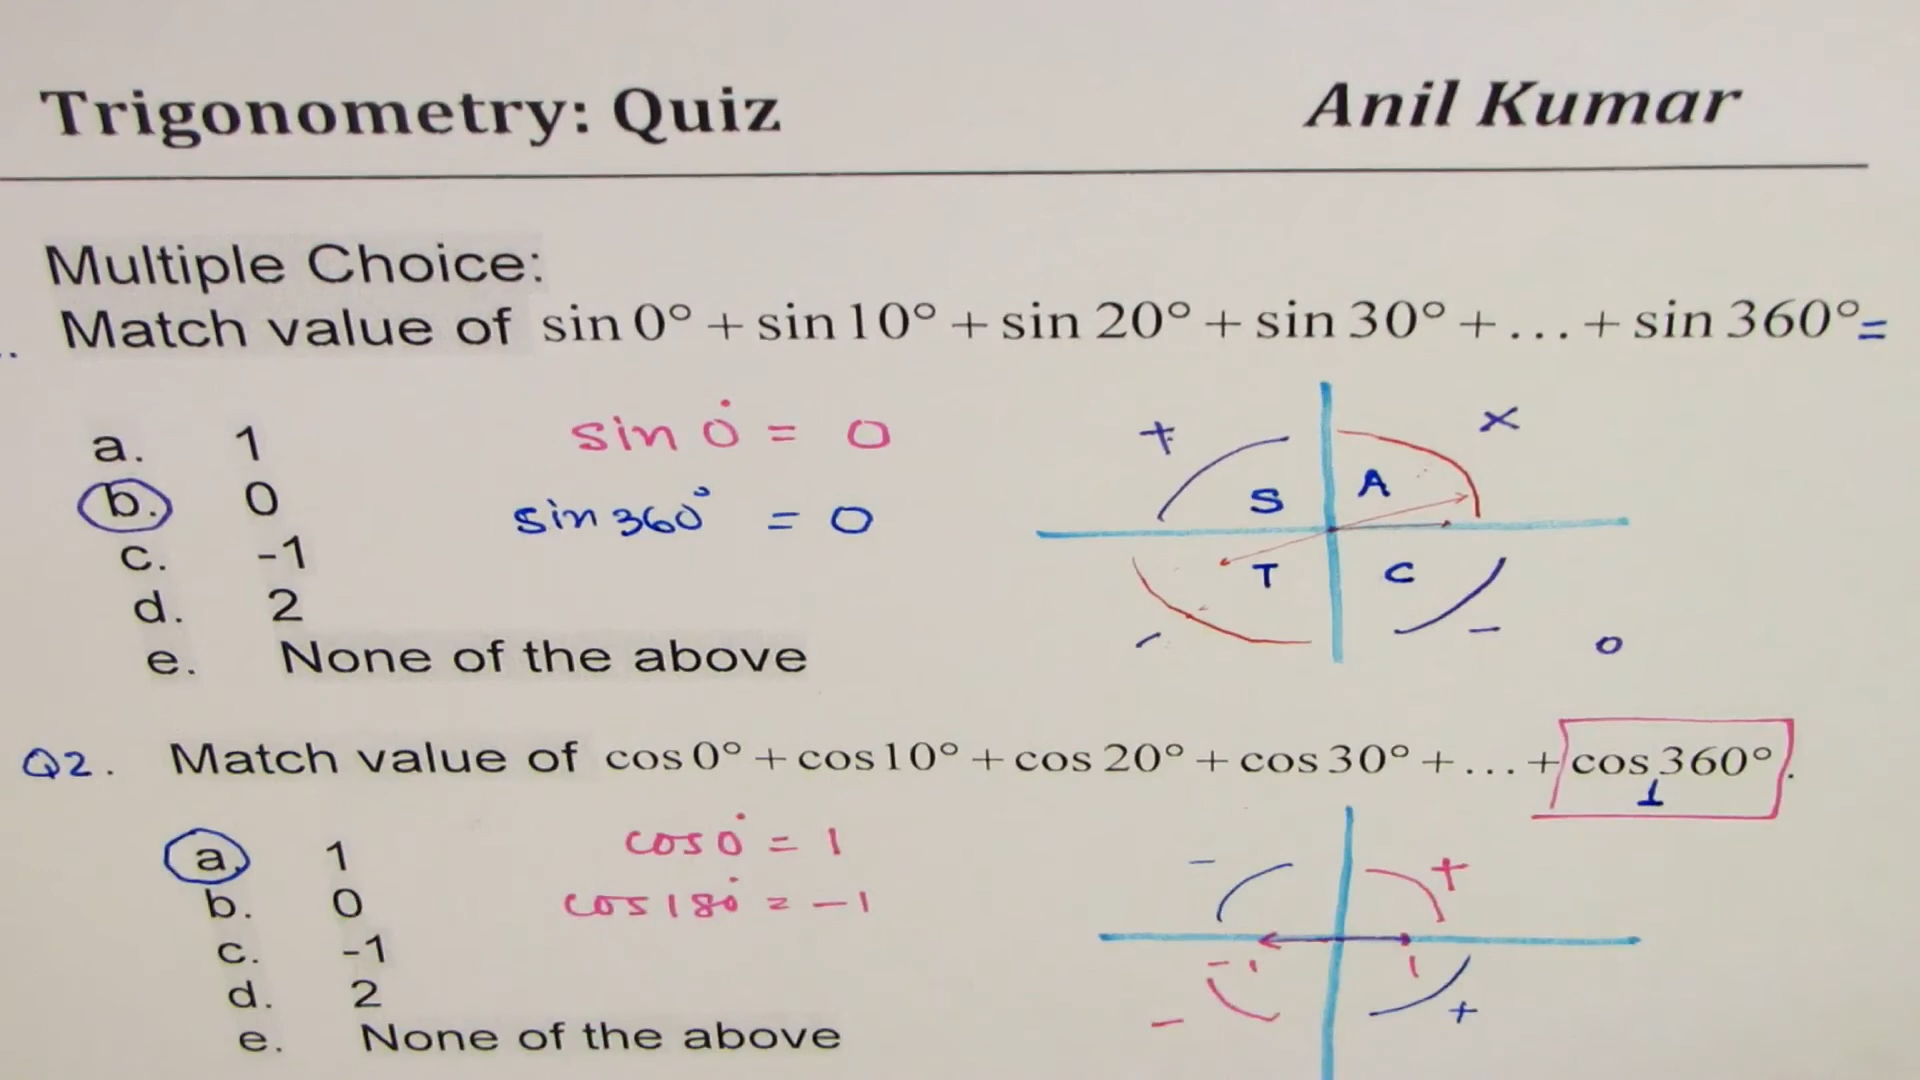 Trigonometry: Quiz Anil Kumar
Multiple Choice:
Match value of sin 0° + sin 10° + sin 20° + sin 30° + ... + sin 360° =
a. 1
b. 0
c. -1
d. 2
e. None of the above
sin 0° = 0
sin 360° = 0
+ ×
S A
T C
- - 0
Q2. Match value of cos 0° + cos 10° + cos 20° + cos 30° + ... + cos 360°.
1
a. 1
b. 0
c. -1
d. 2
e. None of the above
cos 0° = 1
cos 180° = -1
- +
-1 1
- +